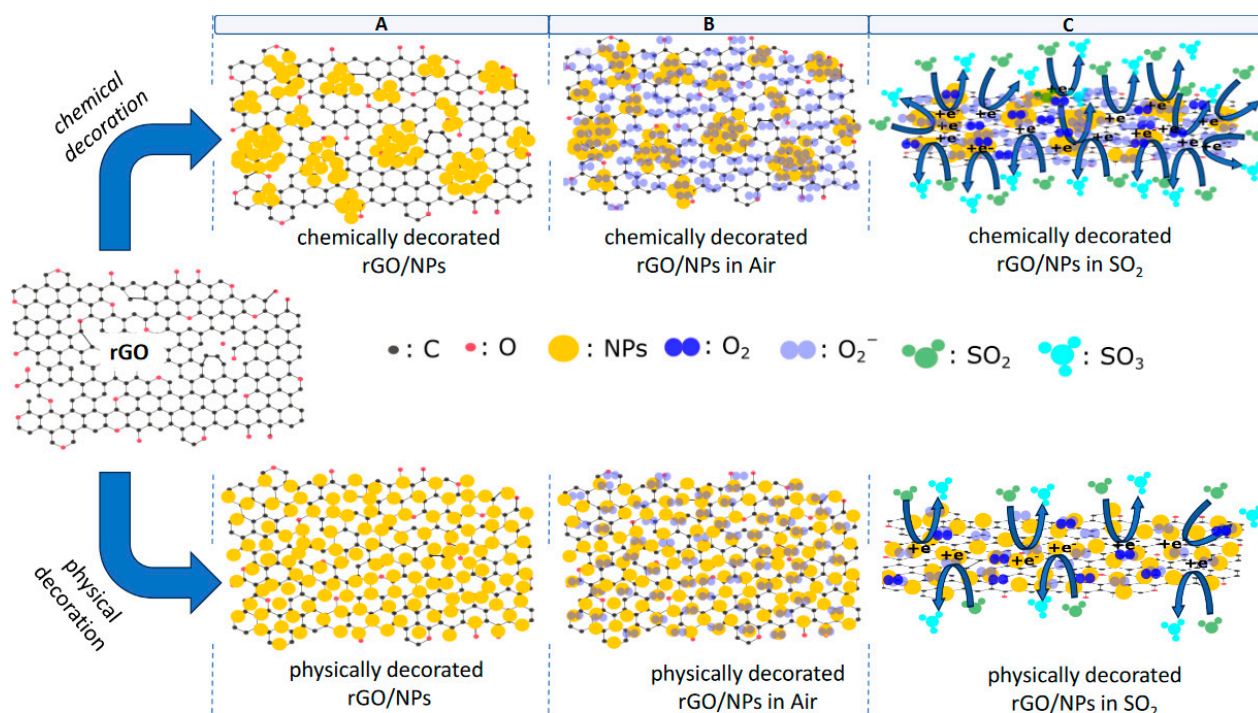 A
B
C
chemical
decoration
chemically decorated
rGO/NPs
chemically decorated
rGO/NPs in Air
+e⁻
+e⁻
+e⁻
+e⁻
+e⁻
+e⁻
+e⁻
+e⁻
+e⁻
+e⁻
+e⁻
+e⁻
+e⁻
chemically decorated
rGO/NPs in SO₂
rGO
: C : O : NPs : O₂ : O₂⁻ : SO₂ : SO₃
physical
decoration
physically decorated
rGO/NPs
physically decorated
rGO/NPs in Air
+e⁻
+e⁻
+e⁻
+e⁻
+e⁻
+e⁻
+e⁻
physically decorated
rGO/NPs in SO₂